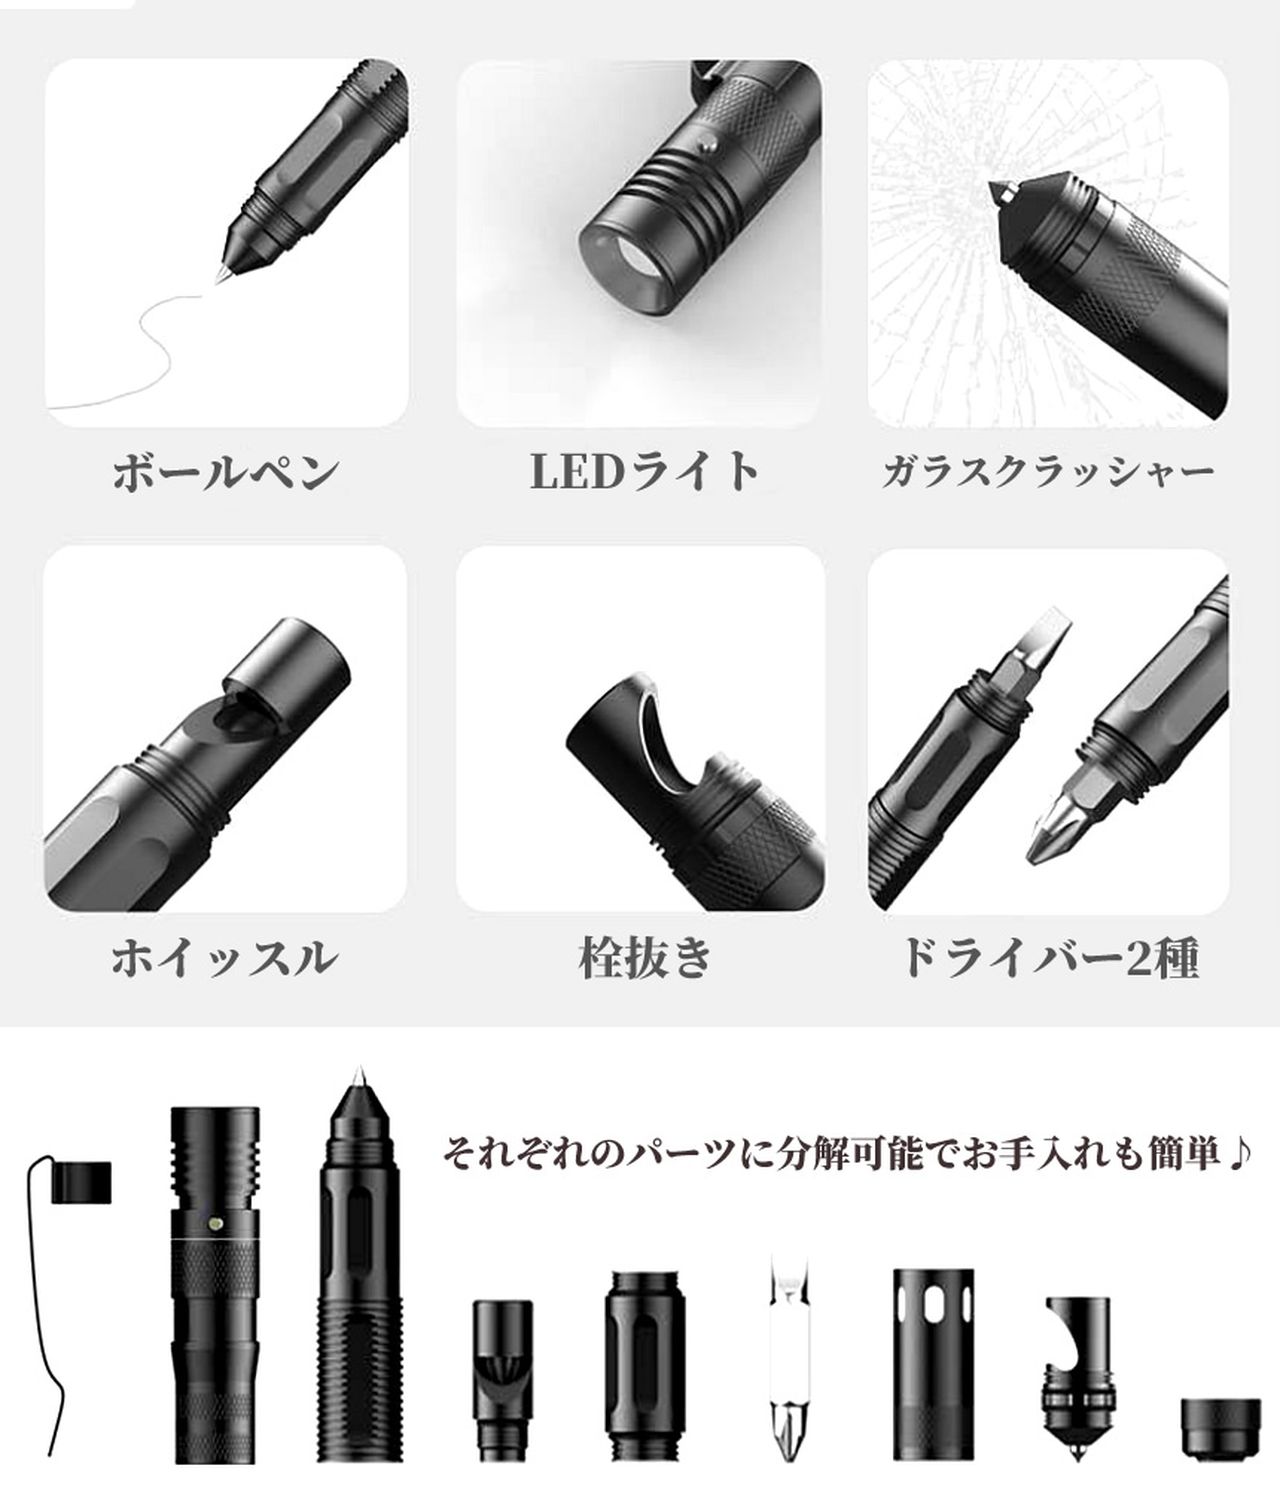 ボールペン
LEDライト
ガラスクラッシャー
ホイッスル
栓抜き
ドライバー2種
それぞれのパーツに分解可能でお手入れも簡単♪